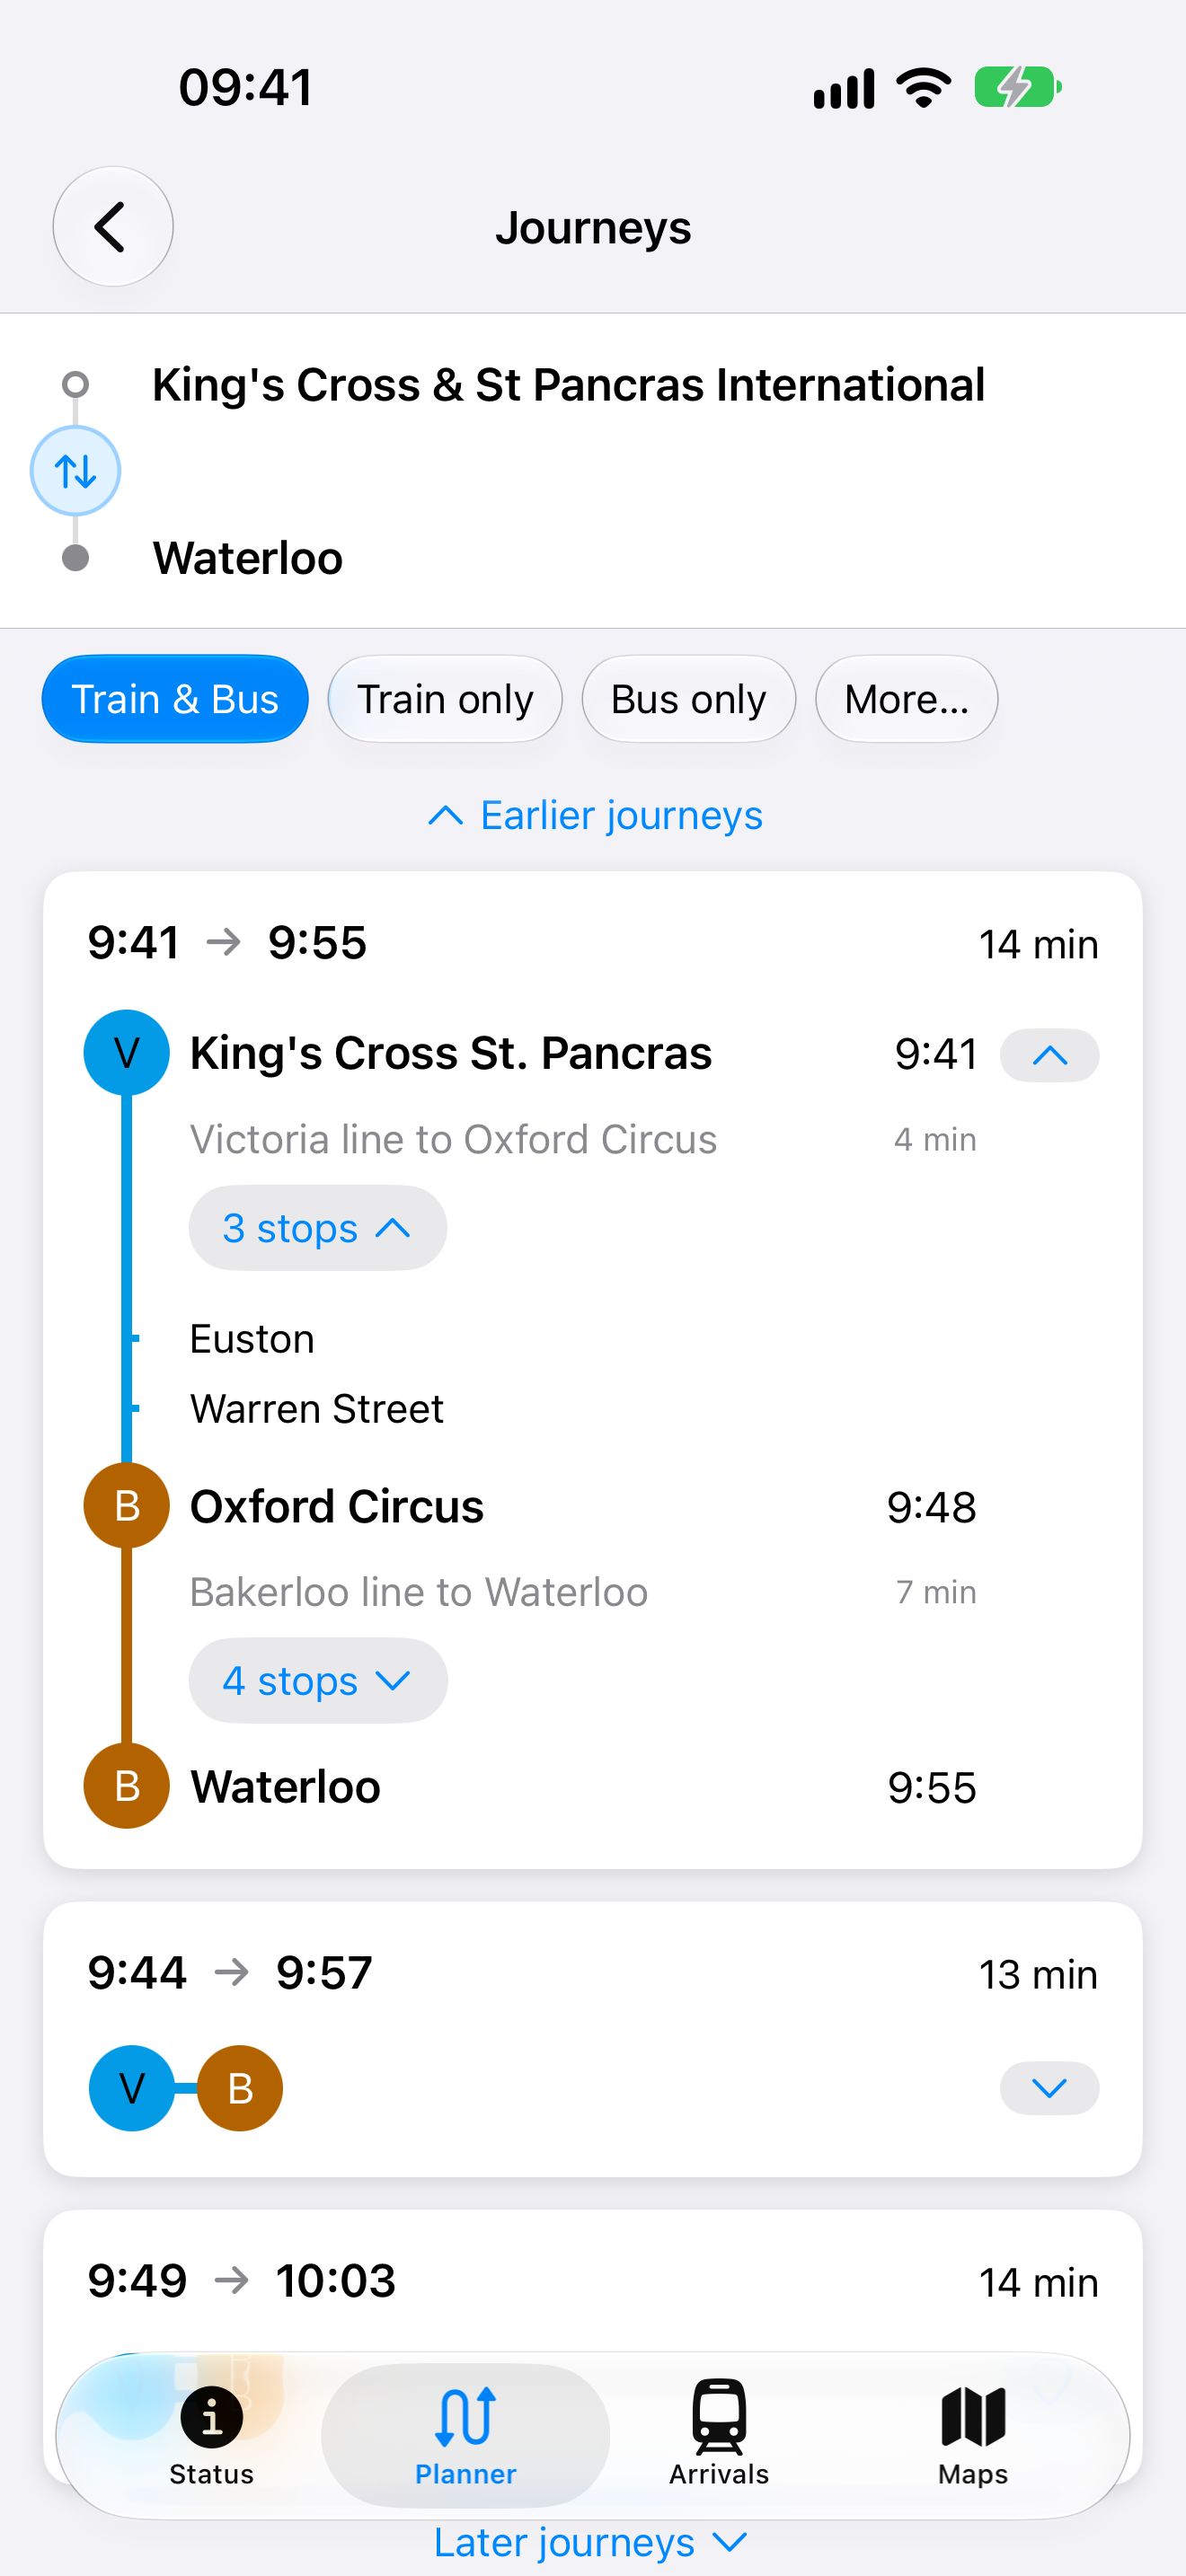 09:41
Journeys
King's Cross & St Pancras International
Waterloo
Train & Bus Train only Bus only More...
Earlier journeys
9:41 → 9:55 14 min
V King's Cross St. Pancras 9:41
Victoria line to Oxford Circus 4 min
3 stops
Euston
Warren Street
B Oxford Circus 9:48
Bakerloo line to Waterloo 7 min
4 stops
B Waterloo 9:55
9:44 → 9:57 13 min
V B
9:49 → 10:03 14 min
Status Planner Arrivals Maps
Later journeys